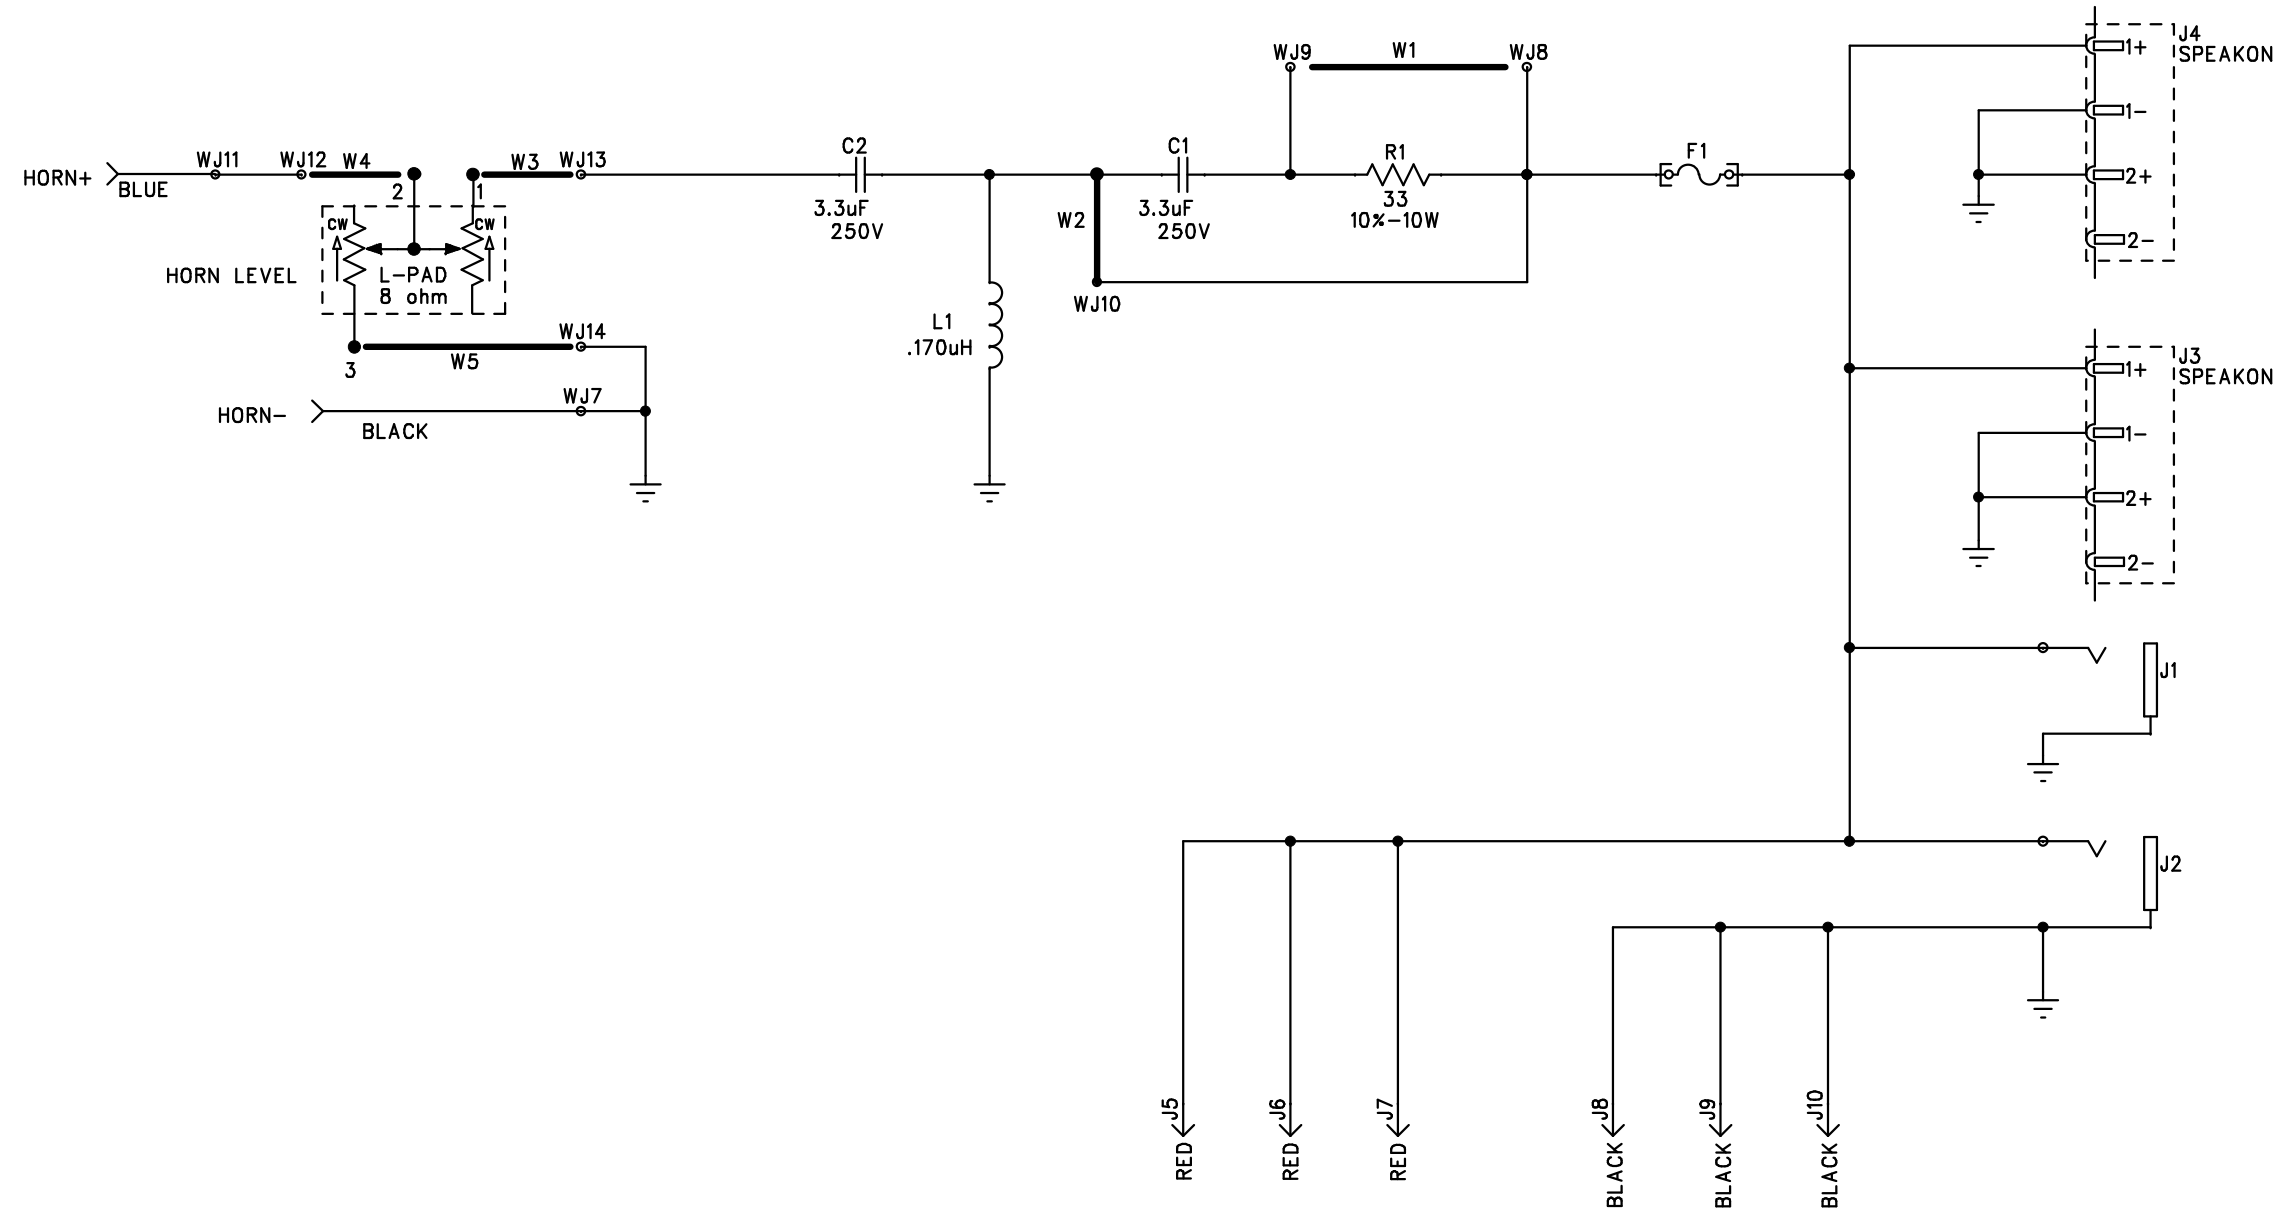 J4
SPEAKON
1+
1-
2+
2-
WJ9
W1
WJ8
HORN+
BLUE
WJ11
WJ12
W4
2
1
W3
WJ13
C2
3.3uF
250V
C1
3.3uF
250V
R1
33
10%-10W
F1
W2
WJ10
CW
CW
HORN LEVEL
L-PAD
8 ohm
L1
.170uH
WJ14
3
W5
HORN-
WJ7
BLACK
J3
SPEAKON
1+
1-
2+
2-
J1
J2
J5
RED
J6
RED
J7
RED
J8
BLACK
J9
BLACK
J10
BLACK